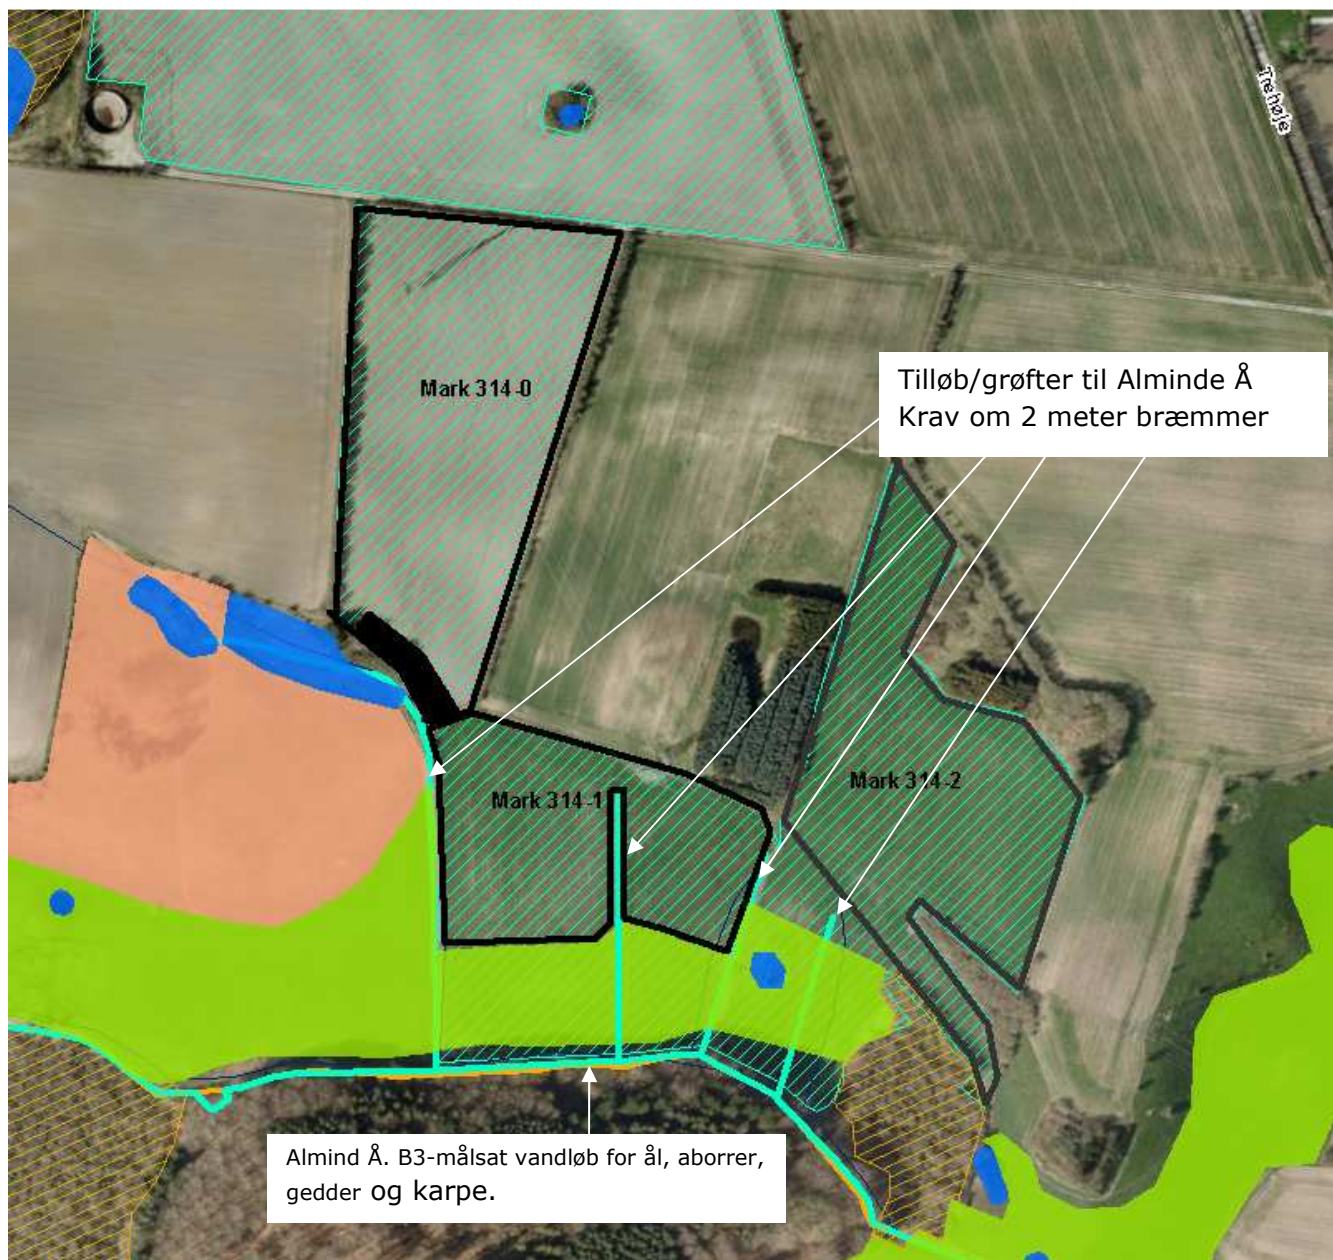 Trehøje
Mark 314-0
Tilløb/grøfter til Alminde Å
Krav om 2 meter bræmmer
Mark 314-1
Mark 314-2
Almind Å. B3-målsat vandløb for ål, aborrer,
gedder og karpe.